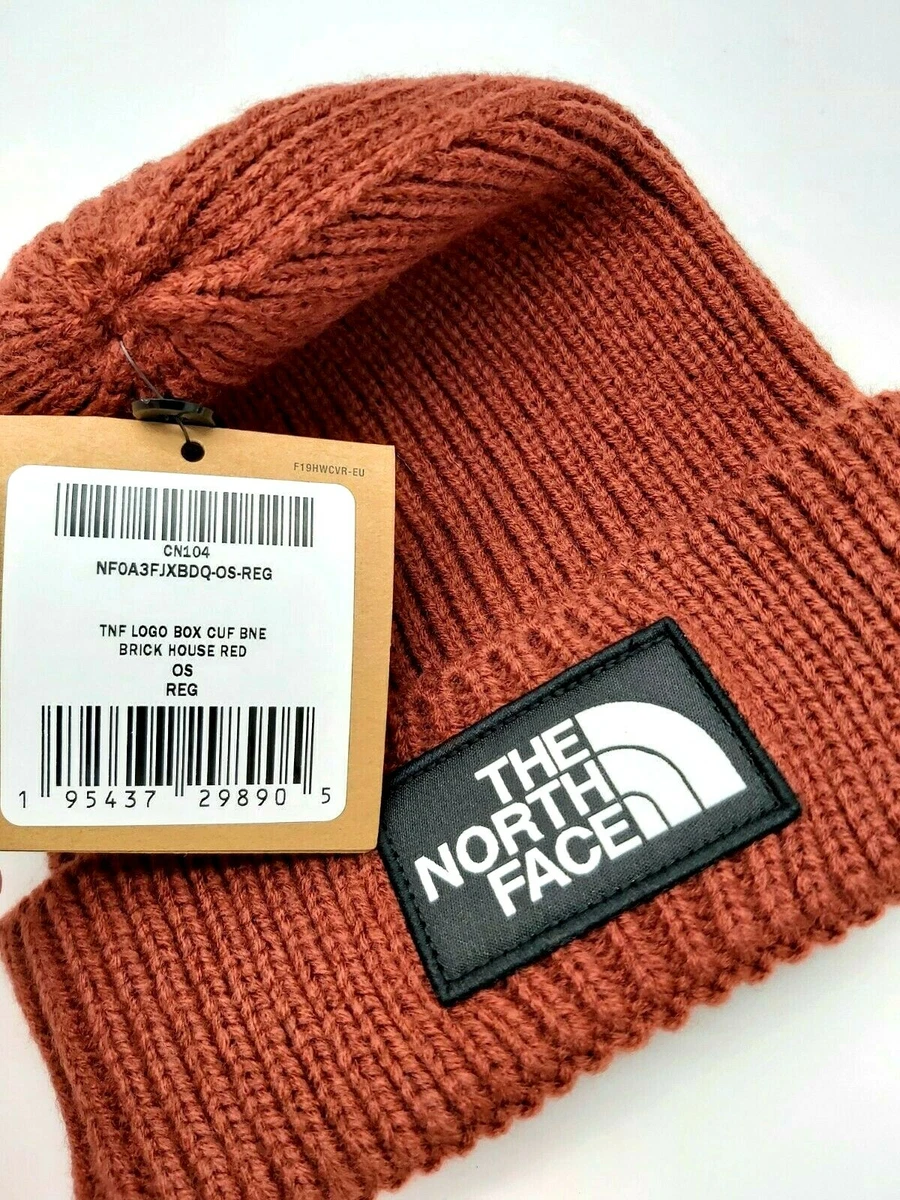 F19HWCVR-EU
CN104
NF0A3FJXBDQ-OS-REG
TNF LOGO BOX CUF BNE
BRICK HOUSE RED
OS
REG
1 95437 29890 5
THE
NORTH
FACE